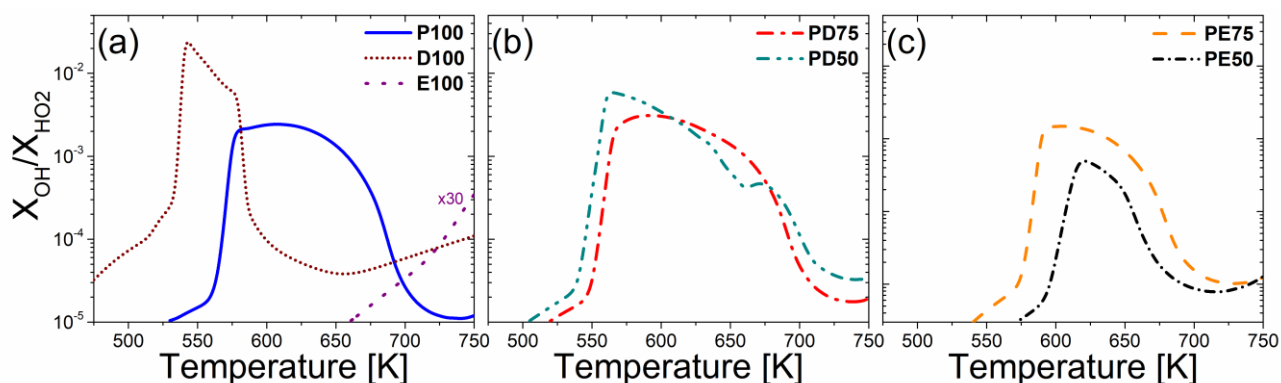 (a)
P100
D100
E100
x30
X_OH/X_HO2
10^-2
10^-3
10^-4
10^-5
500 550 600 650 700 750
Temperature [K]
(b)
PD75
PD50
500 550 600 650 700 750
Temperature [K]
(c)
PE75
PE50
500 550 600 650 700 750
Temperature [K]